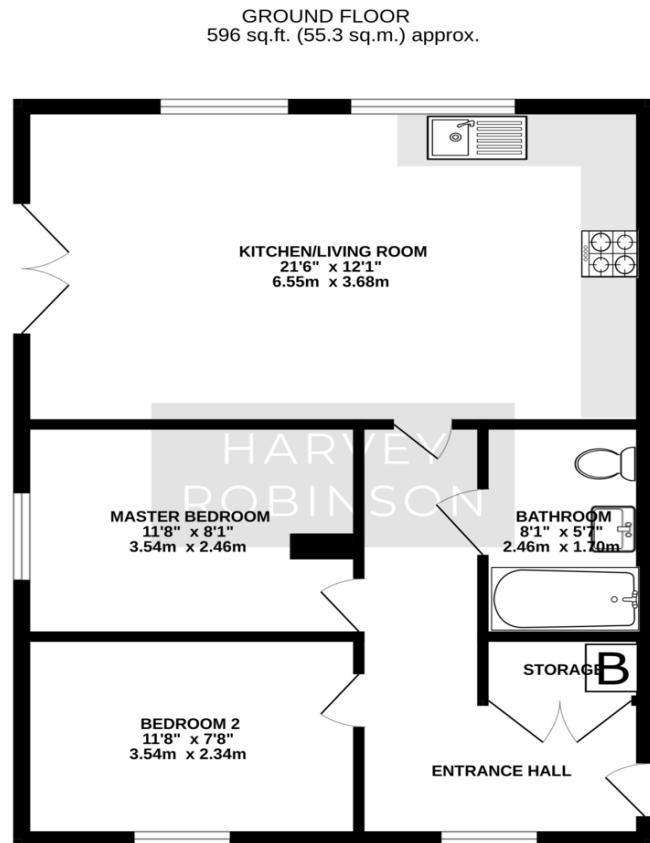 GROUND FLOOR
596 sq.ft. (55.3 sq.m.) approx.
KITCHEN/LIVING ROOM
21'6" x 12'1"
6.55m x 3.68m
HARVEY
ROBINSON
MASTER BEDROOM
11'8" x 8'1"
3.54m x 2.46m
BATHROOM
8'1" x 5'7"
2.46m x 1.70m
STORAGE
B
BEDROOM 2
11'8" x 7'8"
3.54m x 2.34m
ENTRANCE HALL